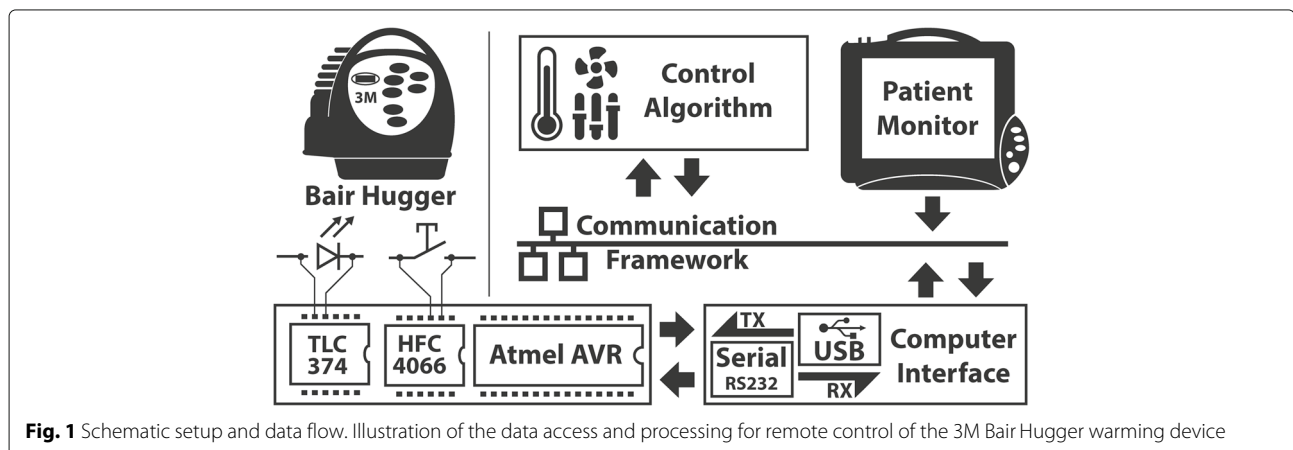 3M
Bair Hugger
Control
Algorithm
Patient
Monitor
Communication
Framework
TLC
374
HFC
4066
Atmel AVR
TX
Serial
RS232
USB
RX
Computer
Interface
Fig. 1 Schematic setup and data flow. Illustration of the data access and processing for remote control of the 3M Bair Hugger warming device